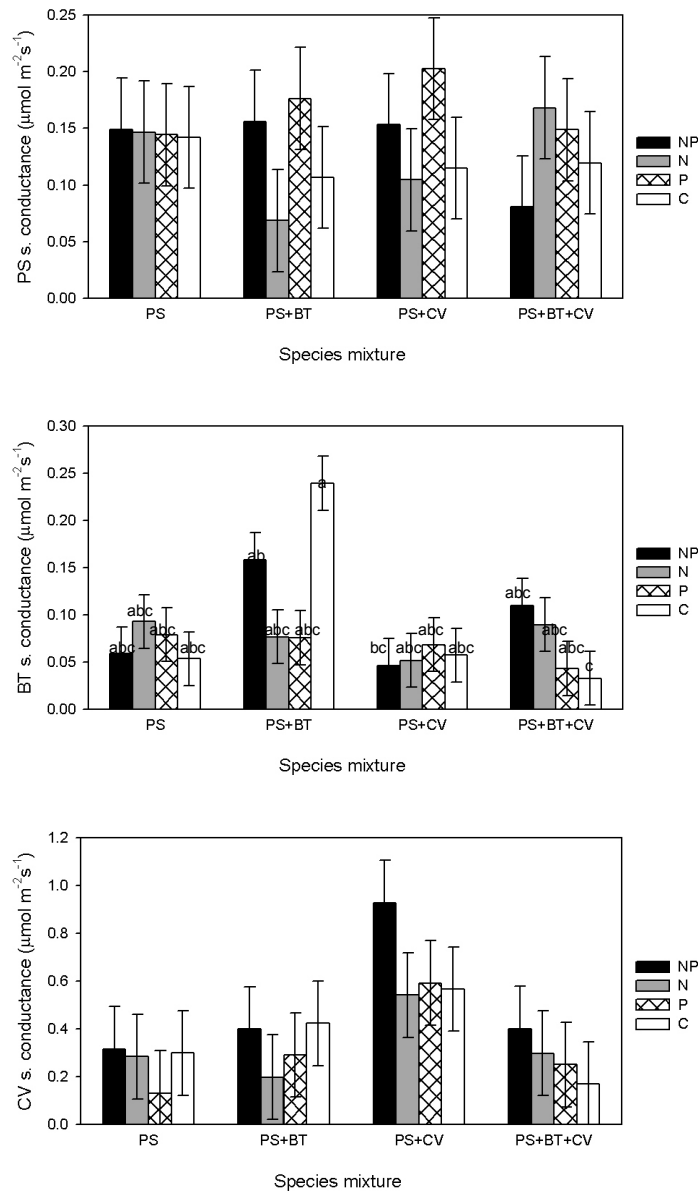 0.25
0.20
0.15
0.10
0.05
0.00
PS s. conductance (μmol m⁻²s⁻¹)
NP
N
P
C
PS PS+BT PS+CV PS+BT+CV
Species mixture
0.30
0.25
0.20
0.15
0.10
0.05
0.00
BT s. conductance (μmol m⁻²s⁻¹)
abc abc abc abc
ab abc abc a
bc abc abc abc
abc abc abc c
NP
N
P
C
PS PS+BT PS+CV PS+BT+CV
Species mixture
1.2
1.0
0.8
0.6
0.4
0.2
0.0
CV s. conductance (μmol m⁻²s⁻¹)
NP
N
P
C
PS PS+BT PS+CV PS+BT+CV
Species mixture